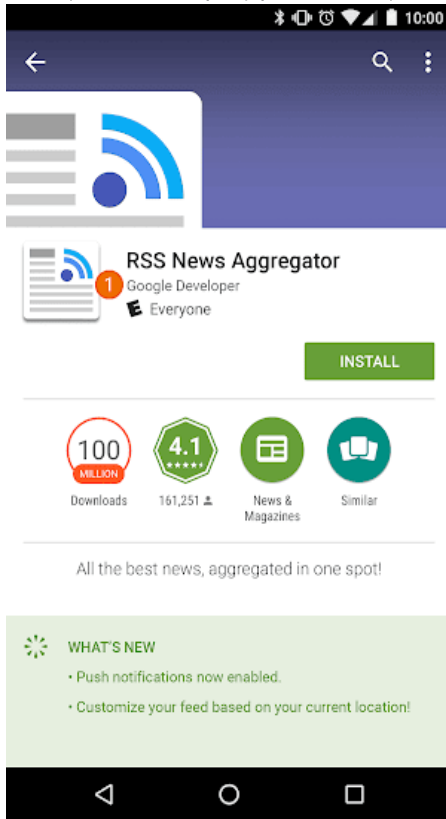 10:00
RSS News Aggregator
1
Google Developer
E Everyone
INSTALL
100
MILLION
4.1
Downloads
161,251
News &
Magazines
Similar
All the best news, aggregated in one spot!
WHAT'S NEW
• Push notifications now enabled.
• Customize your feed based on your current location!